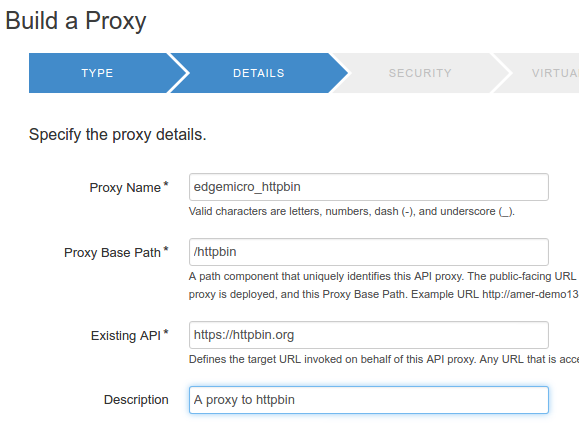 Build a Proxy
TYPE DETAILS SECURITY VIRTUA
Specify the proxy details.
Proxy Name* edgemicro_httpbin
Valid characters are letters, numbers, dash (-), and underscore (_).
Proxy Base Path* /httpbin
A path component that uniquely identifies this API proxy. The public-facing URL
proxy is deployed, and this Proxy Base Path. Example URL http://amer-demo13
Existing API* https://httpbin.org
Defines the target URL invoked on behalf of this API proxy. Any URL that is acce
Description A proxy to httpbin